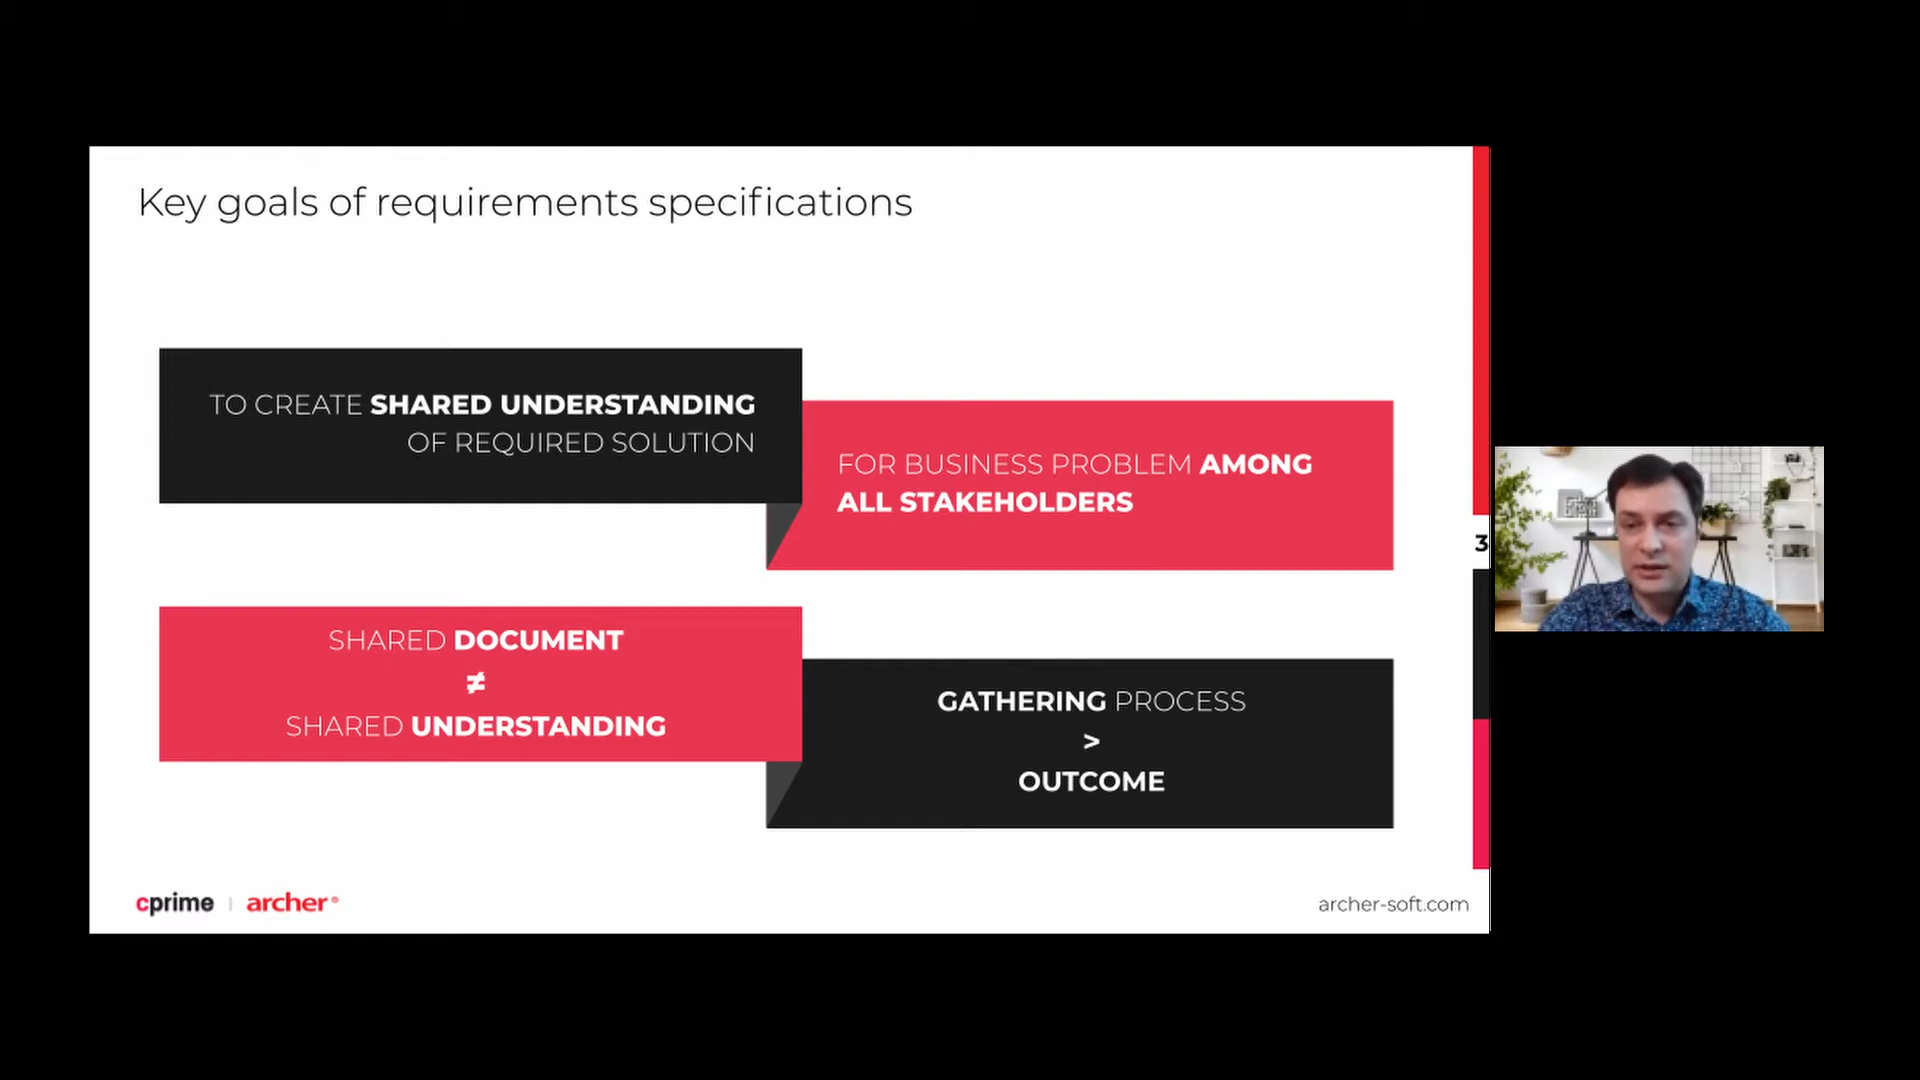 Key goals of requirements specifications
TO CREATE SHARED UNDERSTANDING
OF REQUIRED SOLUTION
FOR BUSINESS PROBLEM AMONG
ALL STAKEHOLDERS
3
SHARED DOCUMENT
≠
SHARED UNDERSTANDING
GATHERING PROCESS
>
OUTCOME
cprime | archer®
archer-soft.com